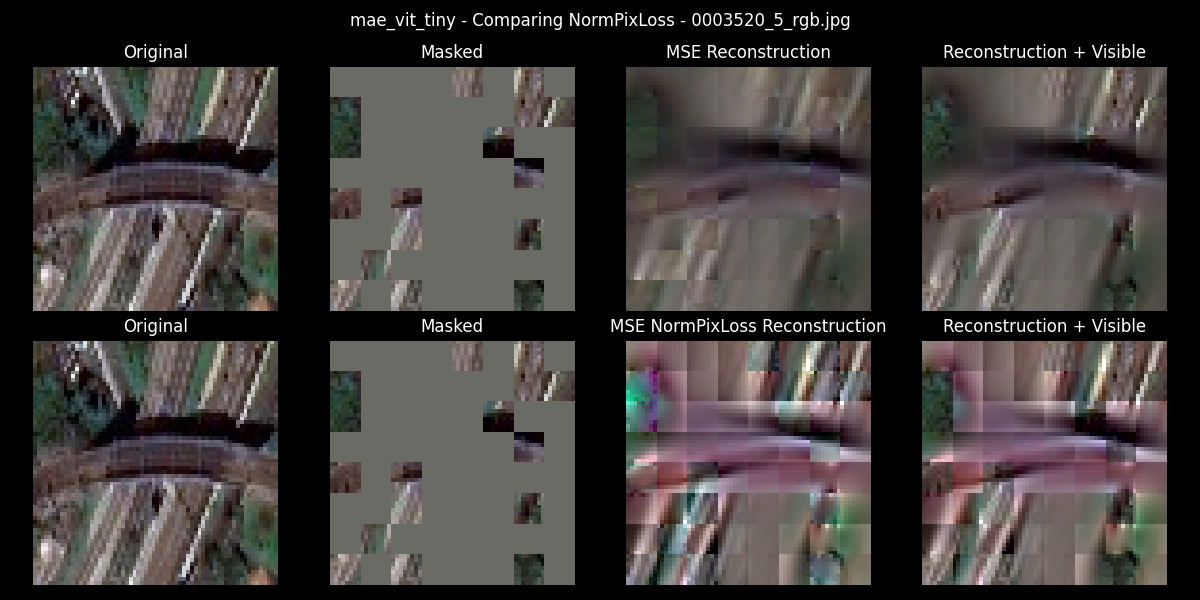 mae_vit_tiny - Comparing NormPixLoss - 0003520_5_rgb.jpg
Original
Masked
MSE Reconstruction
Reconstruction + Visible
Original
Masked
MSE NormPixLoss Reconstruction
Reconstruction + Visible